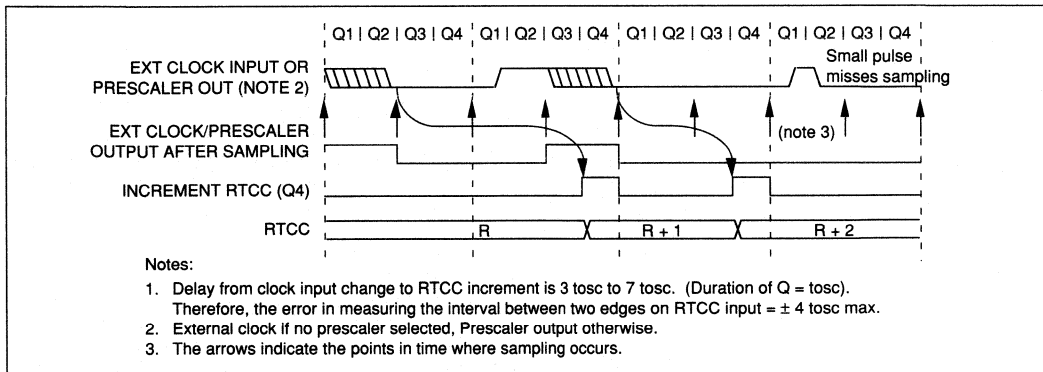 Q1 | Q2 | Q3 | Q4 | Q1 | Q2 | Q3 | Q4 | Q1 | Q2 | Q3 | Q4 | Q1 | Q2 | Q3 | Q4
EXT CLOCK INPUT OR
PRESCALER OUT (NOTE 2)
Small pulse
misses sampling
EXT CLOCK/PRESCALER
OUTPUT AFTER SAMPLING
(note 3)
INCREMENT RTCC (Q4)
RTCC R R + 1 R + 2
Notes:
1. Delay from clock input change to RTCC increment is 3 tosc to 7 tosc. (Duration of Q = tosc).
Therefore, the error in measuring the interval between two edges on RTCC input = ± 4 tosc max.
2. External clock if no prescaler selected, Prescaler output otherwise.
3. The arrows indicate the points in time where sampling occurs.